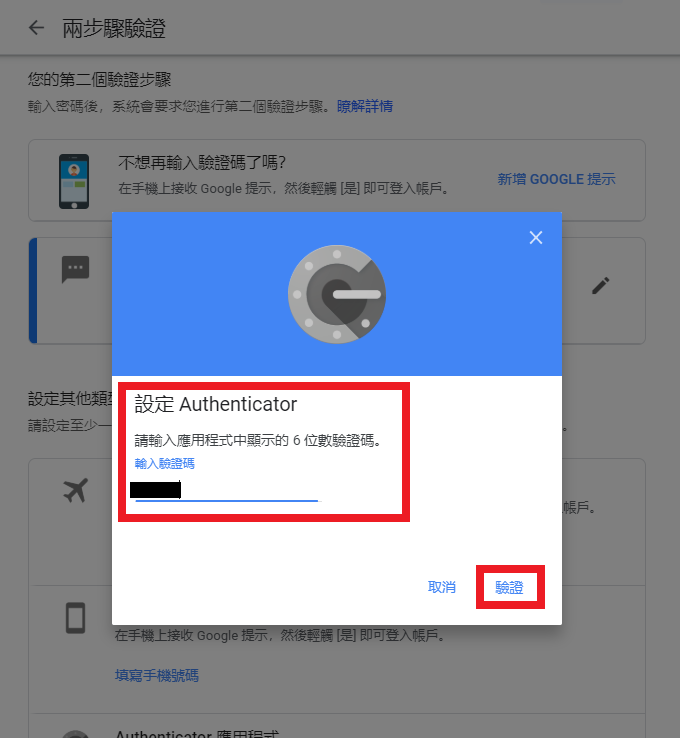 兩步驟驗證
您的第二個驗證步驟
輸入密碼後，系統會要求您進行第二個驗證步驟。瞭解詳情
不想再輸入驗證碼了嗎?
在手機上接收 Google 提示，然後輕觸 [是] 即可登入帳戶。
新增 GOOGLE 提示
設定 Authenticator
請輸入應用程式中顯示的 6 位數驗證碼。
輸入驗證碼
取消
驗證
設定其他類
請設定至少一
帳戶。
在手機上接收 Google 提示，然後輕觸 [是] 即可登入帳戶。
填寫手機號碼
Authenticator 應用程式